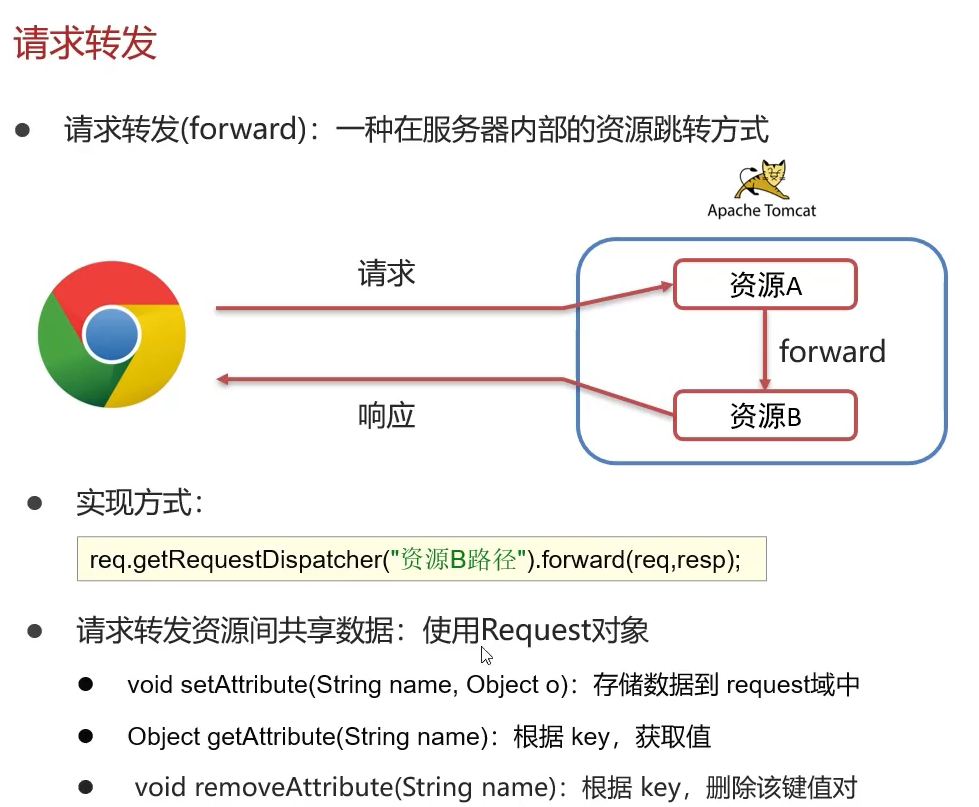 请求转发
请求转发(forward)：一种在服务器内部的资源跳转方式
Apache Tomcat
请求
资源A
forward
资源B
响应
实现方式：
req.getRequestDispatcher("资源B路径").forward(req,resp);
请求转发资源间共享数据：使用Request对象
void setAttribute(String name, Object o)：存储数据到 request域中
Object getAttribute(String name)：根据 key，获取值
void removeAttribute(String name)：根据 key，删除该键值对